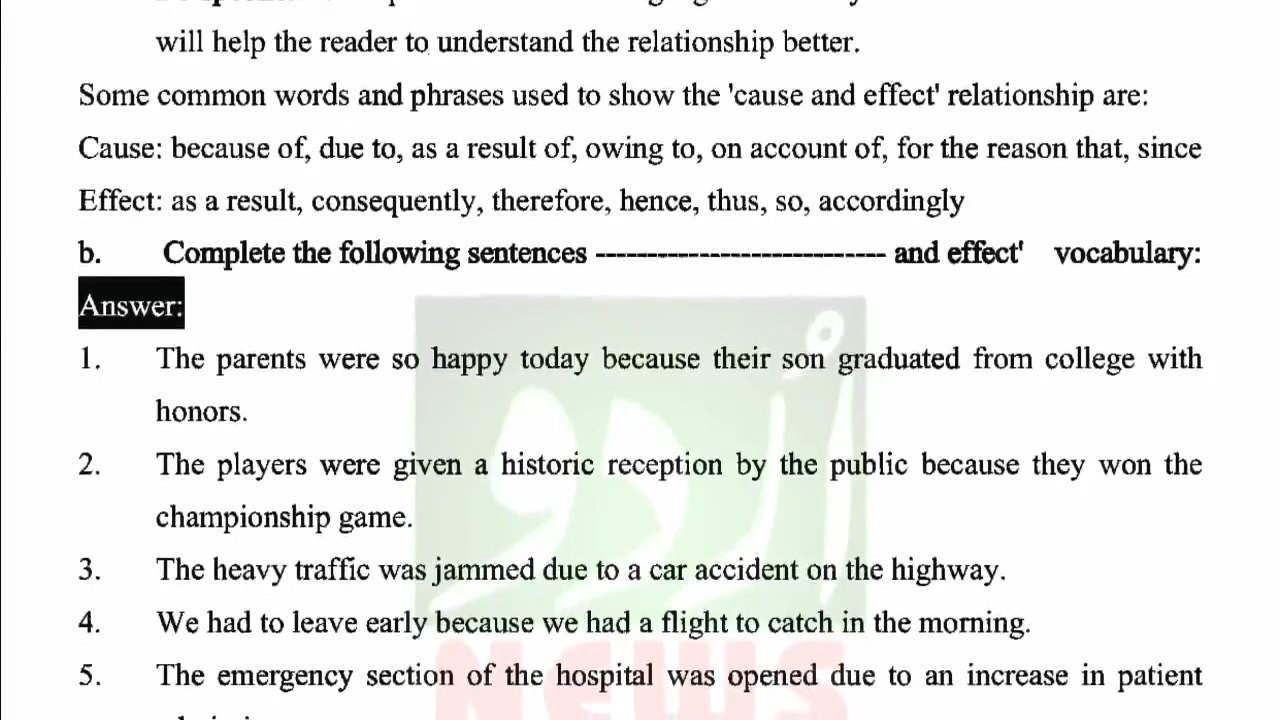 will help the reader to understand the relationship better.
Some common words and phrases used to show the 'cause and effect' relationship are:
Cause: because of, due to, as a result of, owing to, on account of, for the reason that, since
Effect: as a result, consequently, therefore, hence, thus, so, accordingly
b. Complete the following sentences ---------------------------- and effect' vocabulary:
Answer:
1. The parents were so happy today because their son graduated from college with
honors.
2. The players were given a historic reception by the public because they won the
championship game.
3. The heavy traffic was jammed due to a car accident on the highway.
4. We had to leave early because we had a flight to catch in the morning.
5. The emergency section of the hospital was opened due to an increase in patient
اُردو
NEWS